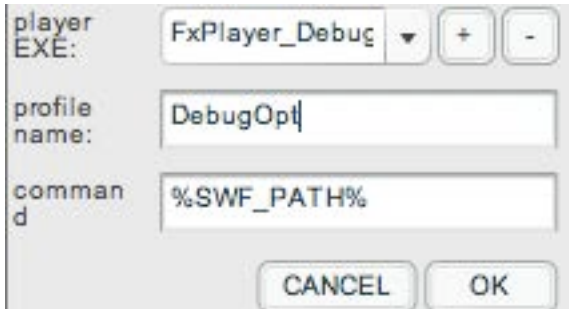 player
EXE:
FxPlayer_Debug
+
-
profile
name:
DebugOpt
comman
d
%SWF_PATH%
CANCEL
OK